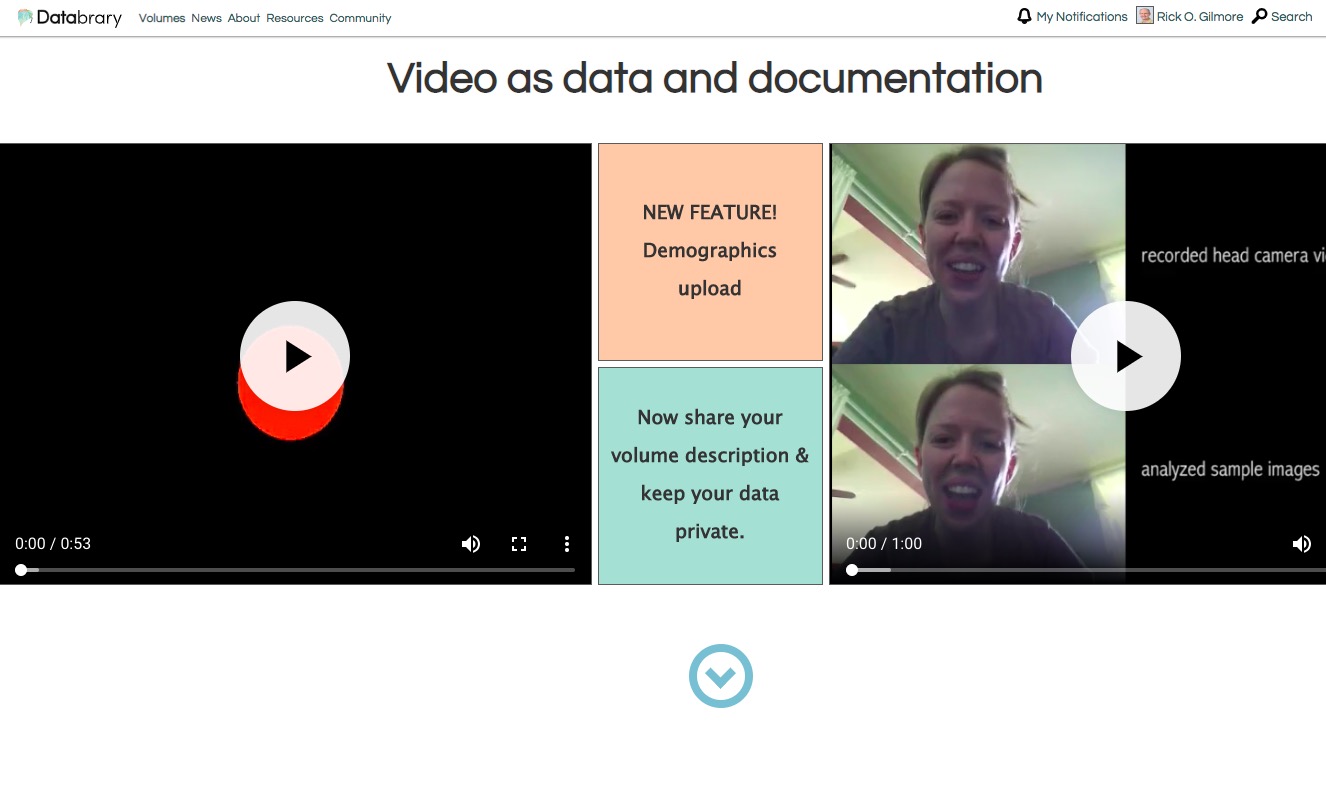 Databrary Volumes News About Resources Community My Notifications Rick O. Gilmore Search
Video as data and documentation
0:00 / 0:53
NEW FEATURE!
Demographics
upload
Now share your
volume description &
keep your data
private.
recorded head camera
analyzed sample images
0:00 / 1:00